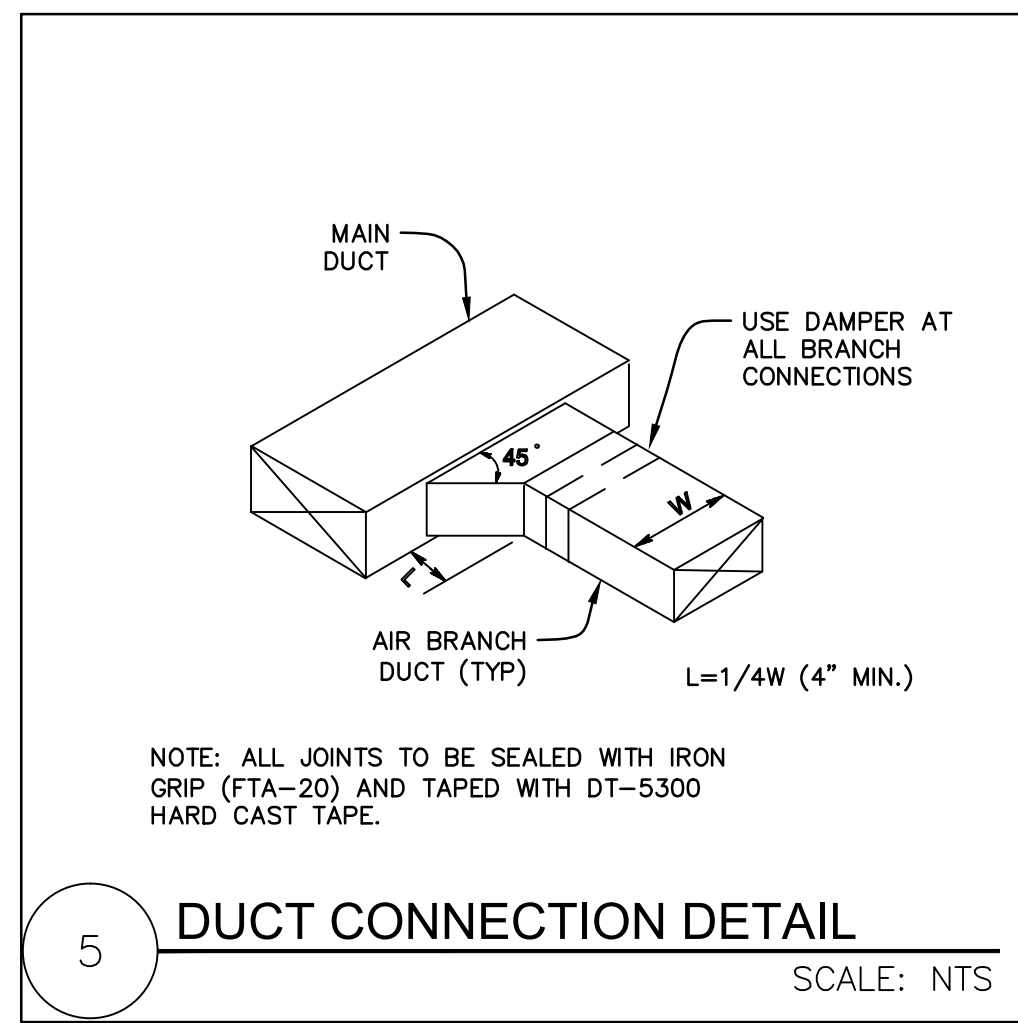 MAIN
DUCT
USE DAMPER AT
ALL BRANCH
CONNECTIONS
45°
W
L
AIR BRANCH
DUCT (TYP)
L=1/4W (4” MIN.)
NOTE: ALL JOINTS TO BE SEALED WITH IRON
GRIP (FTA-20) AND TAPED WITH DT-5300
HARD CAST TAPE.
5
DUCT CONNECTION DETAIL
SCALE: NTS